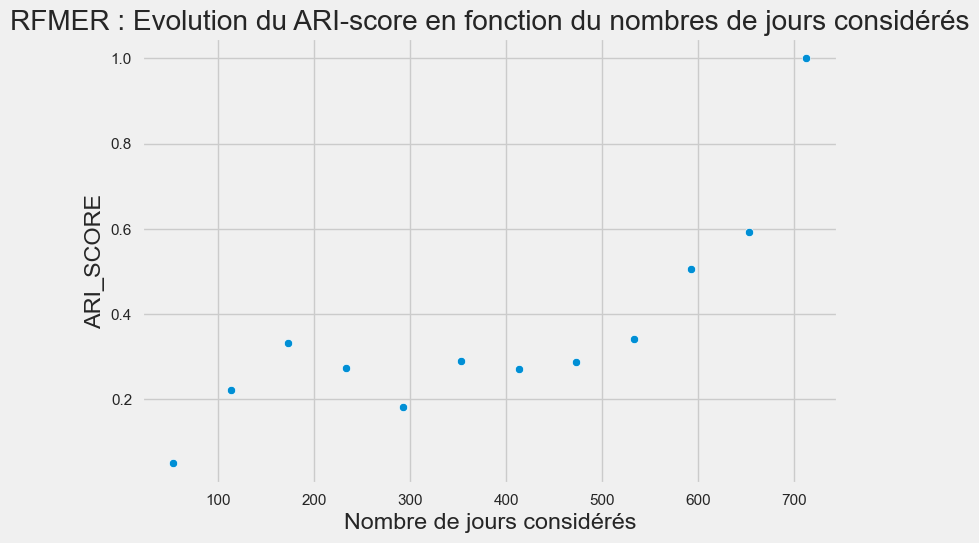 RFMER : Evolution du ARI-score en fonction du nombres de jours considérés
1.0
0.8
0.6
0.4
0.2
ARI_SCORE
100 200 300 400 500 600 700
Nombre de jours considérés